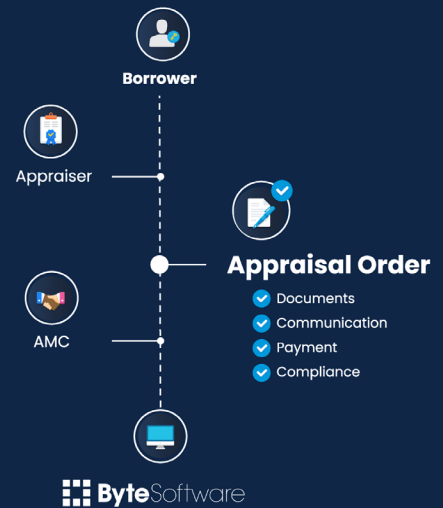 Borrower
Appraiser
Appraisal Order
Documents
Communication
Payment
Compliance
AMC
ByteSoftware